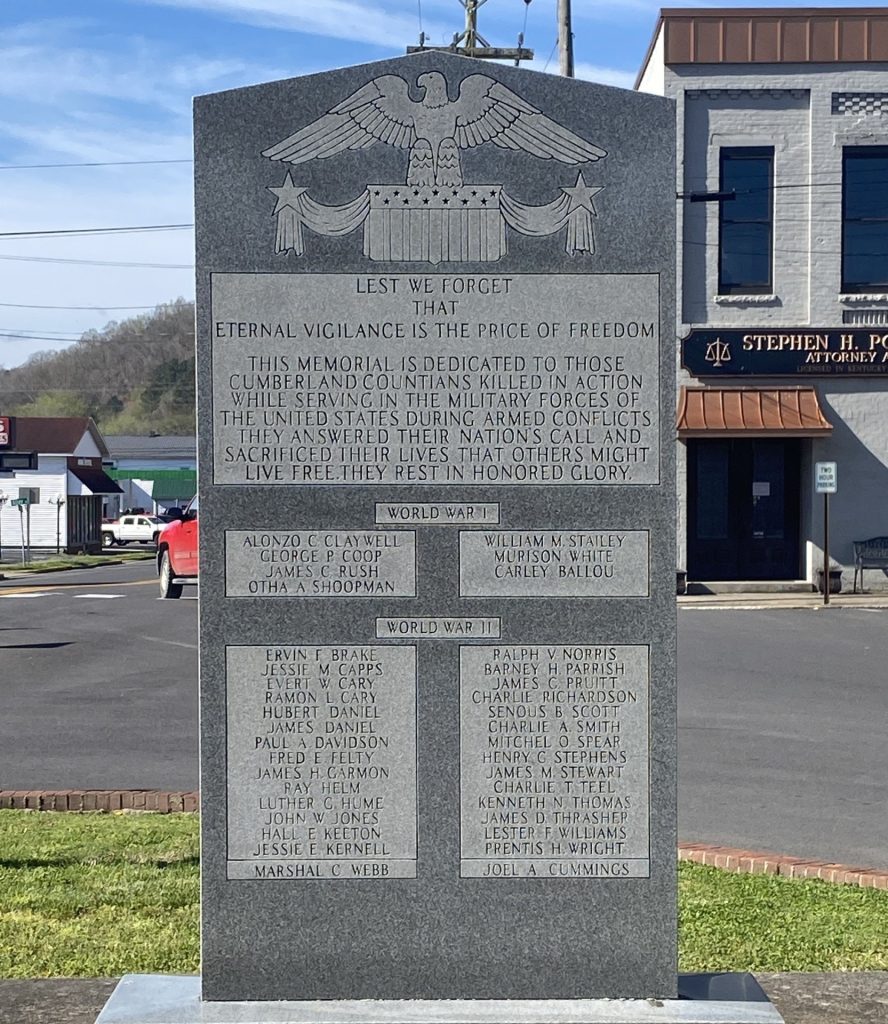 LEST WE FORGET
THAT
ETERNAL VIGILANCE IS THE PRICE OF FREEDOM
THIS MEMORIAL IS DEDICATED TO THOSE
CUMBERLAND COUNTIANS KILLED IN ACTION
WHILE SERVING IN THE MILITARY FORCES OF
THE UNITED STATES DURING ARMED CONFLICTS
THEY ANSWERED THEIR NATION'S CALL AND
SACRIFICED THEIR LIVES THAT OTHERS MIGHT
LIVE FREE. THEY REST IN HONORED GLORY.
WORLD WAR I
ALONZO C. CLAYWELL
GEORGE P. COOP
JAMES C. RUSH
OTHA A. SHOOPMAN
WILLIAM M. STAILEY
MURISON WHITE
CARLEY BALLOU
WORLD WAR II
ERVIN F. BRAKE
JESSIE M. CAPPS
EVERT W. CARY
RAMON L. CARY
HUBERT DANIEL
JAMES DANIEL
PAUL A. DAVIDSON
FRED E. FELTY
JAMES H. GARMON
RAY HELM
LUTHER G. HUME
JOHN W. JONES
HALL E. KEETON
JESSIE E. KERNELL
MARSHAL C. WEBB
RALPH V. NORRIS
BARNEY H. PARRISH
JAMES G. PRUITT
CHARLIE RICHARDSON
SENOUS B. SCOTT
CHARLIE A. SMITH
MITCHEL O. SPEAR
HENRY C. STEPHENS
JAMES M. STEWART
CHARLIE T. TEEL
KENNETH N. THOMAS
JAMES D. THRASHER
LESTER F. WILLIAMS
PRENTIS H. WRIGHT
JOEL A. CUMMINGS
STEPHEN H. PO
ATTORNEY A
LICENSED IN KENTUCKY
TWO
HOUR
PARKING